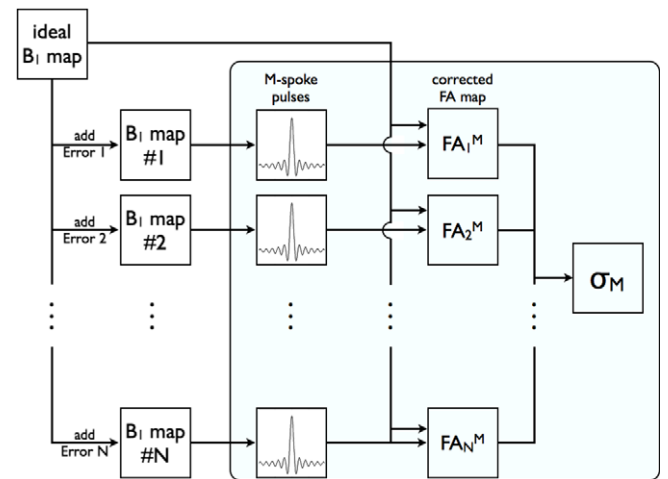 ideal
B₁ map
M-spoke
pulses
corrected
FA map
add
Error 1
B₁ map
#1
FA₁ᴹ
add
Error 2
B₁ map
#2
FA₂ᴹ
σM
add
Error N
B₁ map
#N
FAɴᴹ